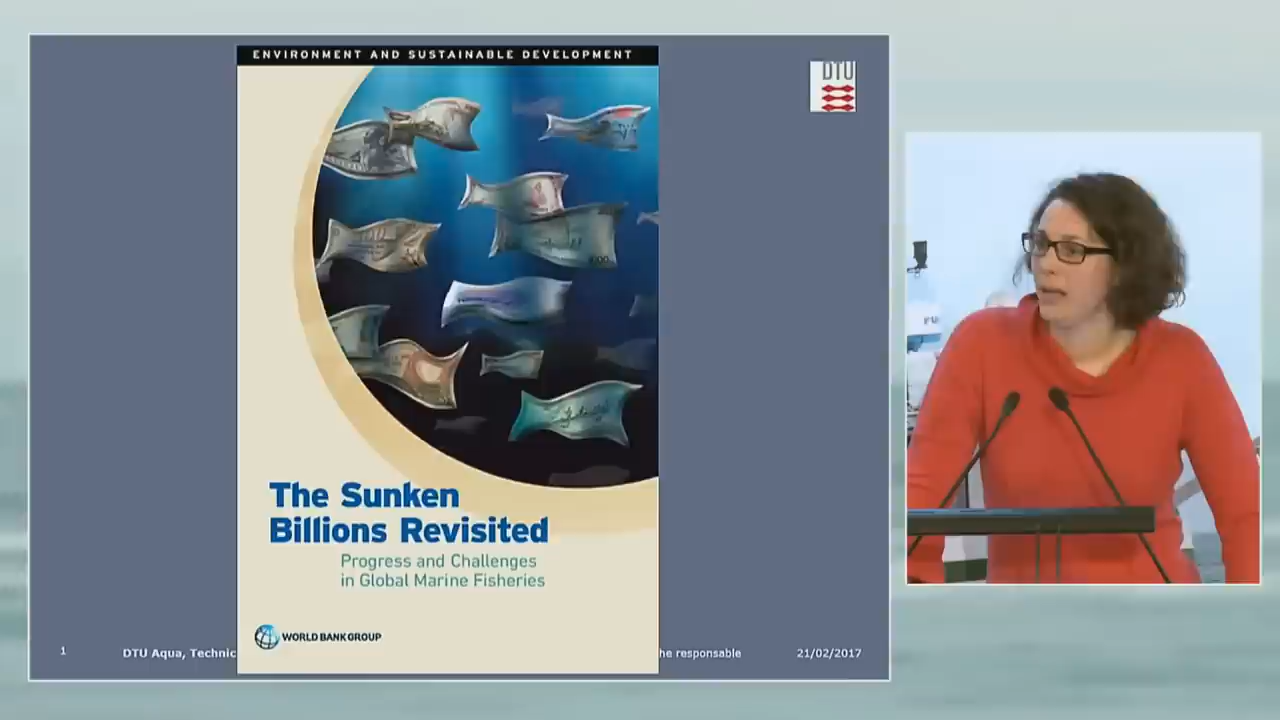 ENVIRONMENT AND SUSTAINABLE DEVELOPMENT
DTU
The Sunken
Billions Revisited
Progress and Challenges
in Global Marine Fisheries
WORLD BANK GROUP
1
DTU Aqua, Technic
he responsable
21/02/2017